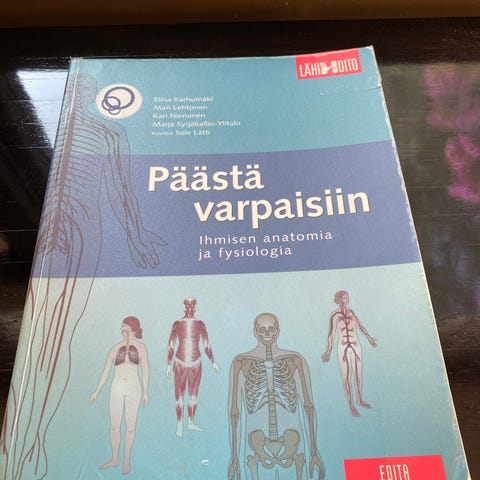 LÄHIHOITO
Eliisa Karhumäki
Mari Lehtonen
Kari Nieminen
Marja Syrjäkallio-Ylitalo
Kuvitus Sole Lätti
Päästä
varpaisiin
Ihmisen anatomia
ja fysiologia
EDITA